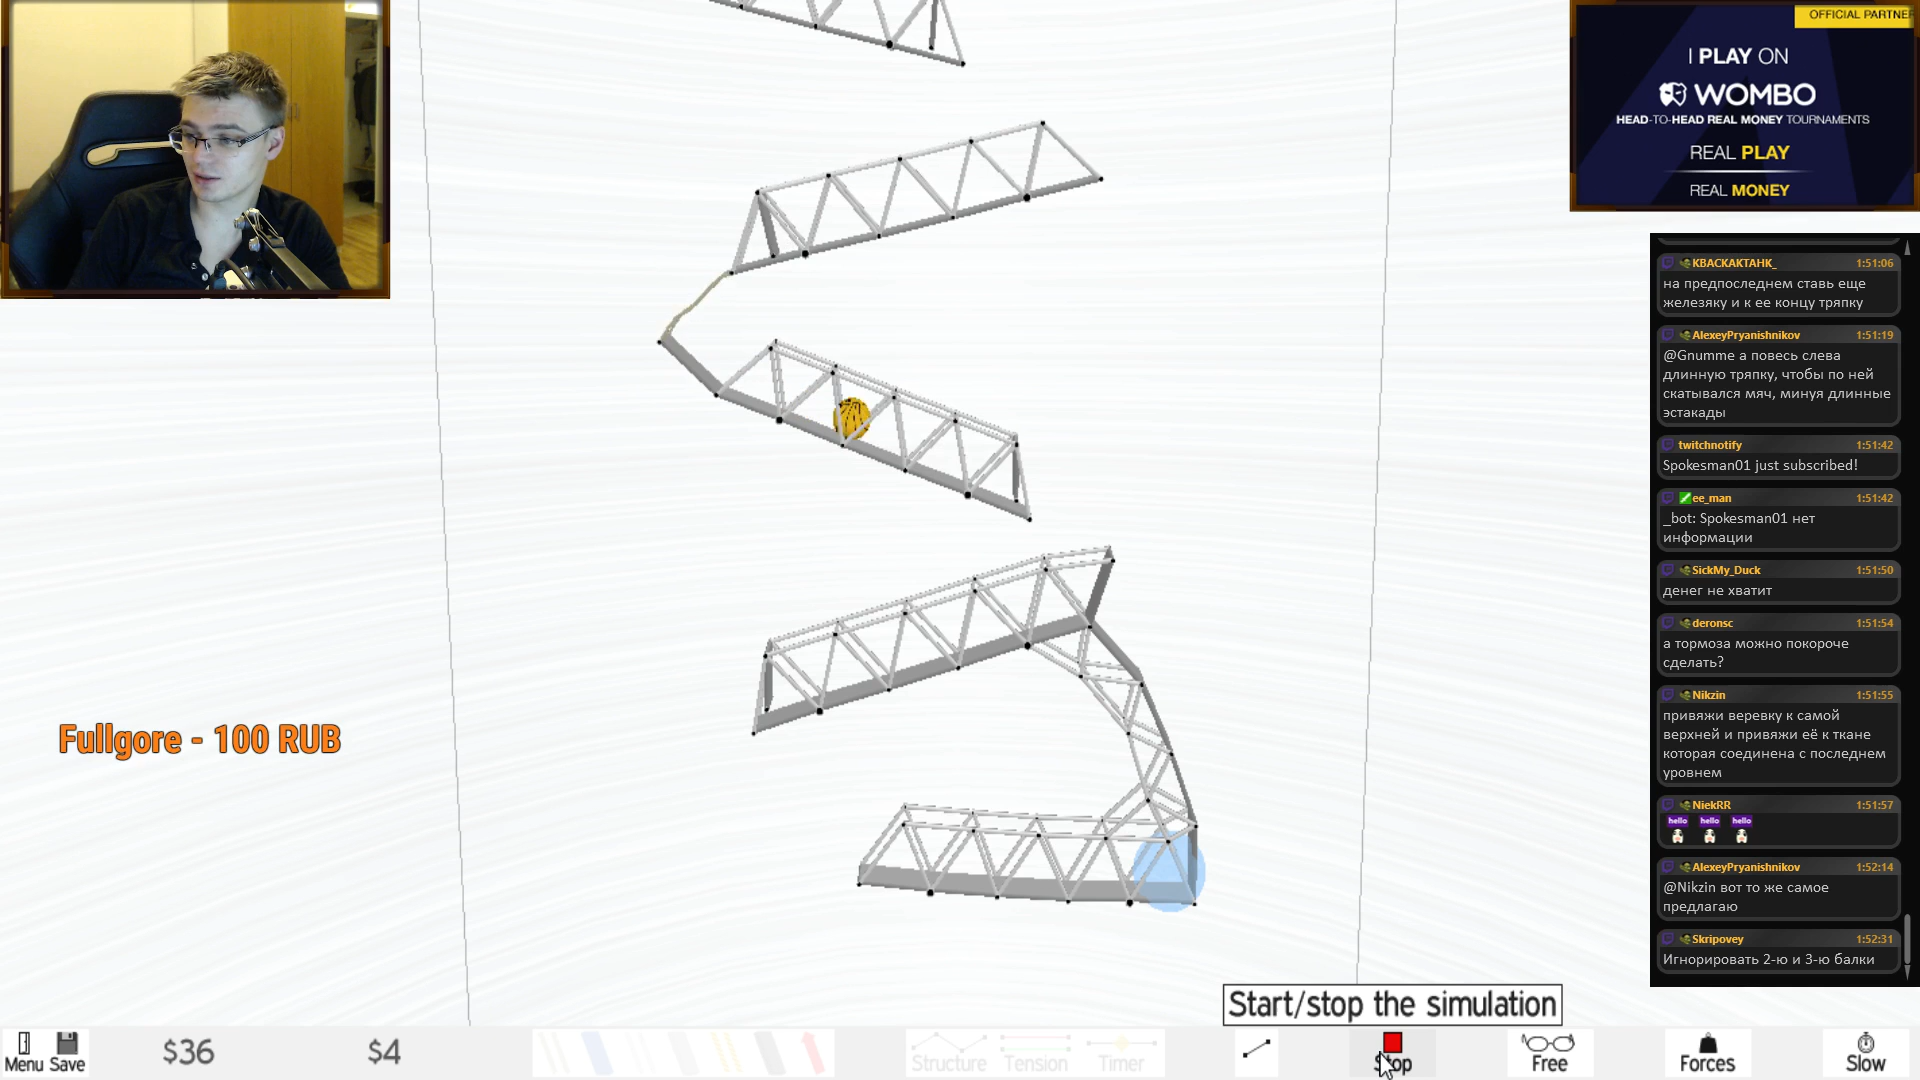 OFFICIAL PARTNER
I PLAY ON
WOMBO
HEAD-TO-HEAD REAL MONEY TOURNAMENTS
REAL PLAY
REAL MONEY
KBACKAKTAHK_ 1:51:06
на предпоследнем ставь еще
железяку и к ее концу тряпку
AlexeyPryanishnikov 1:51:19
@Gnumme а повесь слева
длинную тряпку, чтобы по ней
скатывался мяч, минуя длинные
эстакады
twitchnotify 1:51:42
Spokesman01 just subscribed!
ee_man 1:51:42
_bot: Spokesman01 нет
информации
SickMy_Duck 1:51:50
денег не хватит
deronsc 1:51:54
а тормоза можно покороче
сделать?
Nikzin 1:51:55
привяжи веревку к самой
верхней и привяжи её к ткане
которая соединена с последнем
уровнем
NiekRR 1:51:57
hello hello hello
AlexeyPryanishnikov 1:52:14
@Nikzin вот то же самое
предлагаю
Skripovey 1:52:31
Игнорировать 2-ю и 3-ю балки
Fullgore - 100 RUB
Start/stop the simulation
Menu Save $36 $4 Structure Tension Timer Stop Free Forces Slow